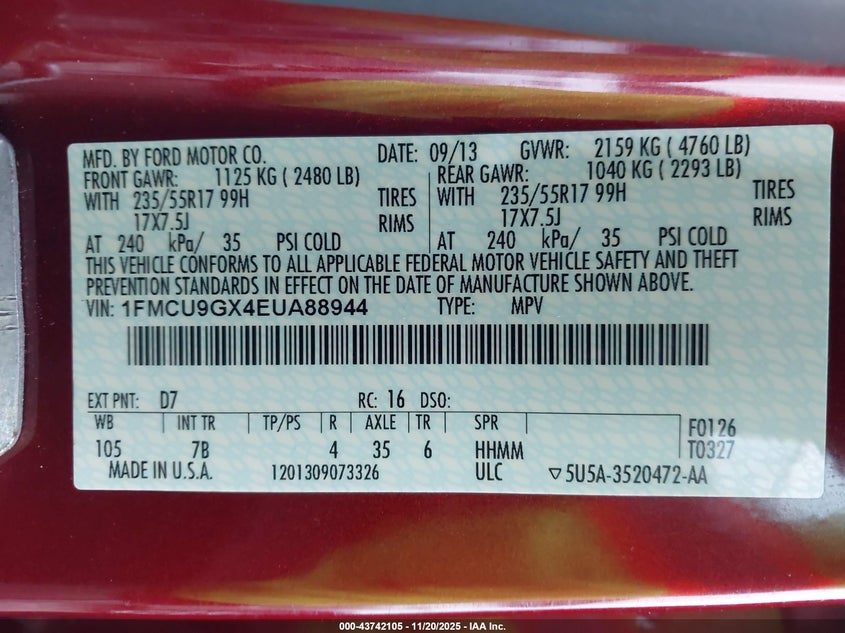 MFD. BY FORD MOTOR CO. DATE: 09/13 GVWR: 2159 KG ( 4760 LB)
FRONT GAWR: 1125 KG ( 2480 LB) REAR GAWR: 1040 KG ( 2293 LB)
WITH 235/55R17 99H TIRES WITH 235/55R17 99H TIRES
17X7.5J RIMS 17X7.5J RIMS
AT 240 kPa/ 35 PSI COLD AT 240 kPa/ 35 PSI COLD
THIS VEHICLE CONFORMS TO ALL APPLICABLE FEDERAL MOTOR VEHICLE SAFETY AND THEFT
PREVENTION STANDARDS IN EFFECT ON THE DATE OF MANUFACTURE SHOWN ABOVE.
VIN: 1FMCU9GX4EUA88944 TYPE: MPV
EXT PNT: D7 RC: 16 DSO:
WB INT TR TP/PS R AXLE TR SPR F0126
105 7B 4 35 6 HHMM T0327
MADE IN U.S.A. 1201309073326 ULC ▽5U5A-3520472-AA
000-43742105 - 11/20/2025 - IAA Inc.